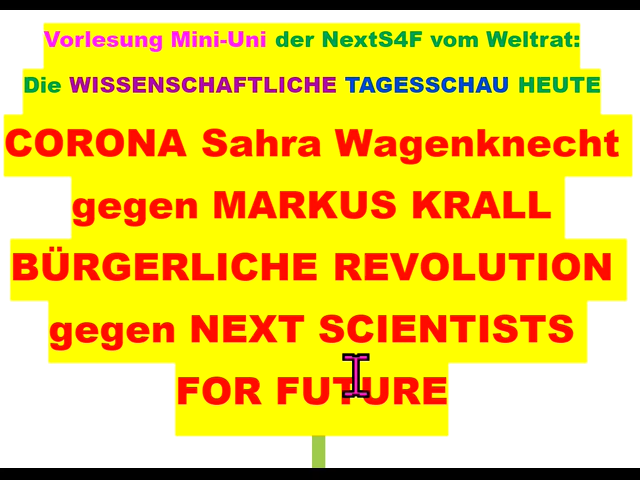 Vorlesung Mini-Uni der NextS4F vom Weltrat:
Die WISSENSCHAFTLICHE TAGESSCHAU HEUTE
CORONA Sahra Wagenknecht
gegen MARKUS KRALL
BÜRGERLICHE REVOLUTION
gegen NEXT SCIENTISTS
FOR FUTURE